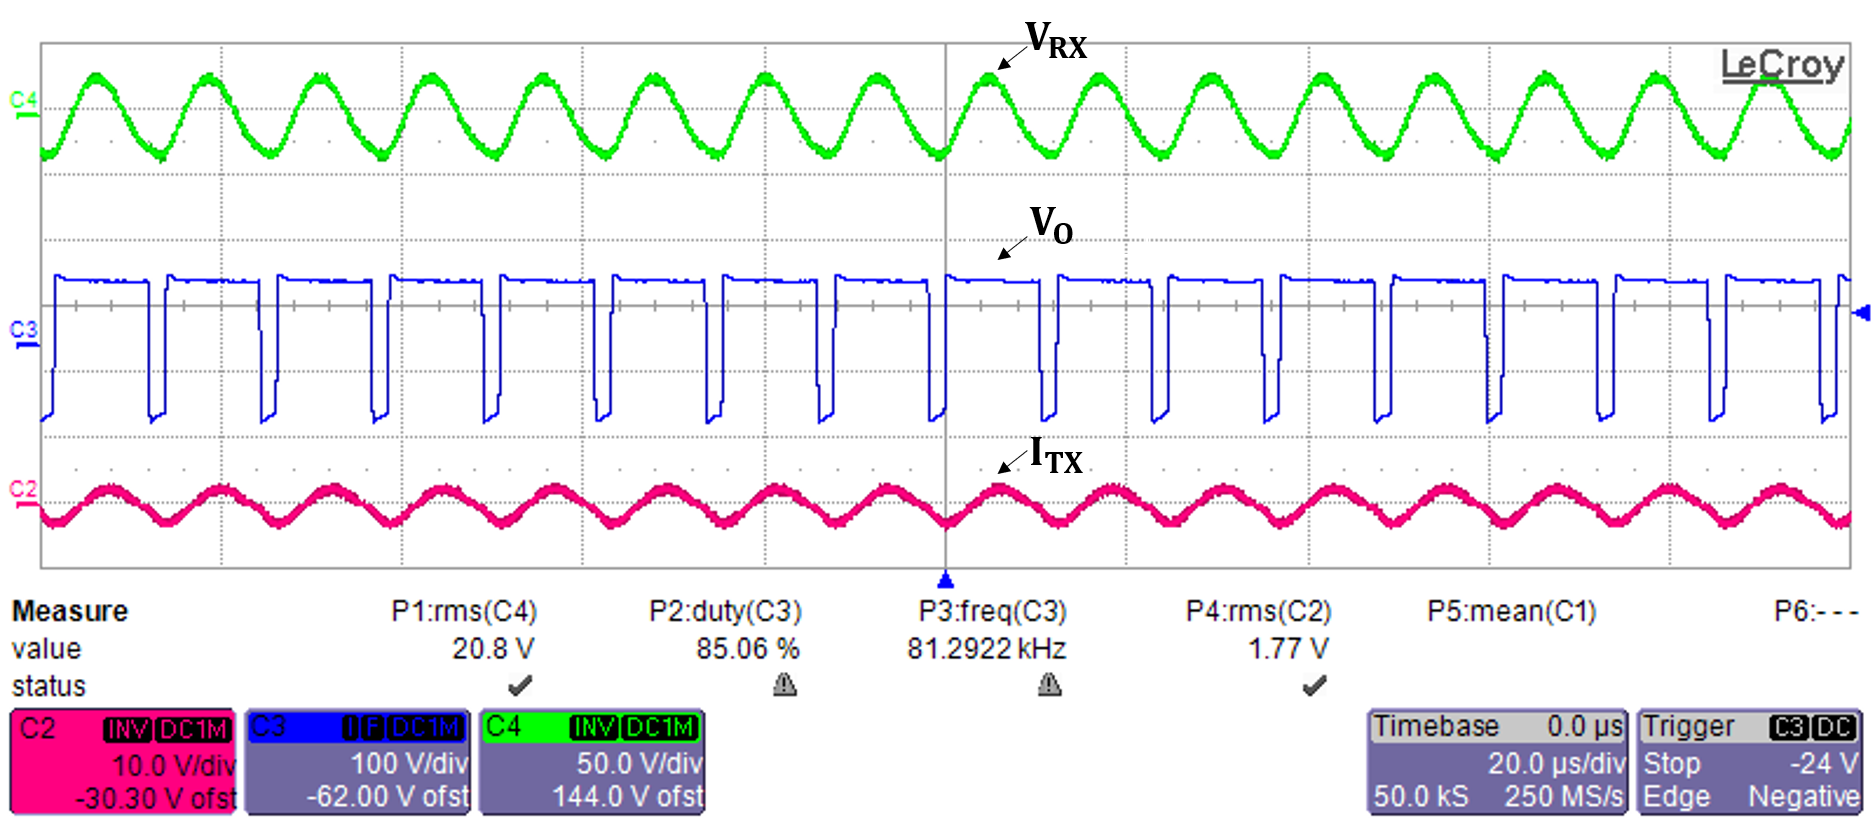 V_RX
LeCroy
C4
V_O
C3
I_TX
C2
Measure P1:rms(C4) P2:duty(C3) P3:freq(C3) P4:rms(C2) P5:mean(C1) P6:- - -
value 20.8 V 85.06 % 81.2922 kHz 1.77 V
status
C2 INV DC1M
10.0 V/div
-30.30 V ofst
C3 I F DC1M
100 V/div
-62.00 V ofst
C4 INV DC1M
50.0 V/div
144.0 V ofst
Timebase 0.0 µs
20.0 µs/div
50.0 kS 250 MS/s
Trigger C3 DC
Stop -24 V
Edge Negative